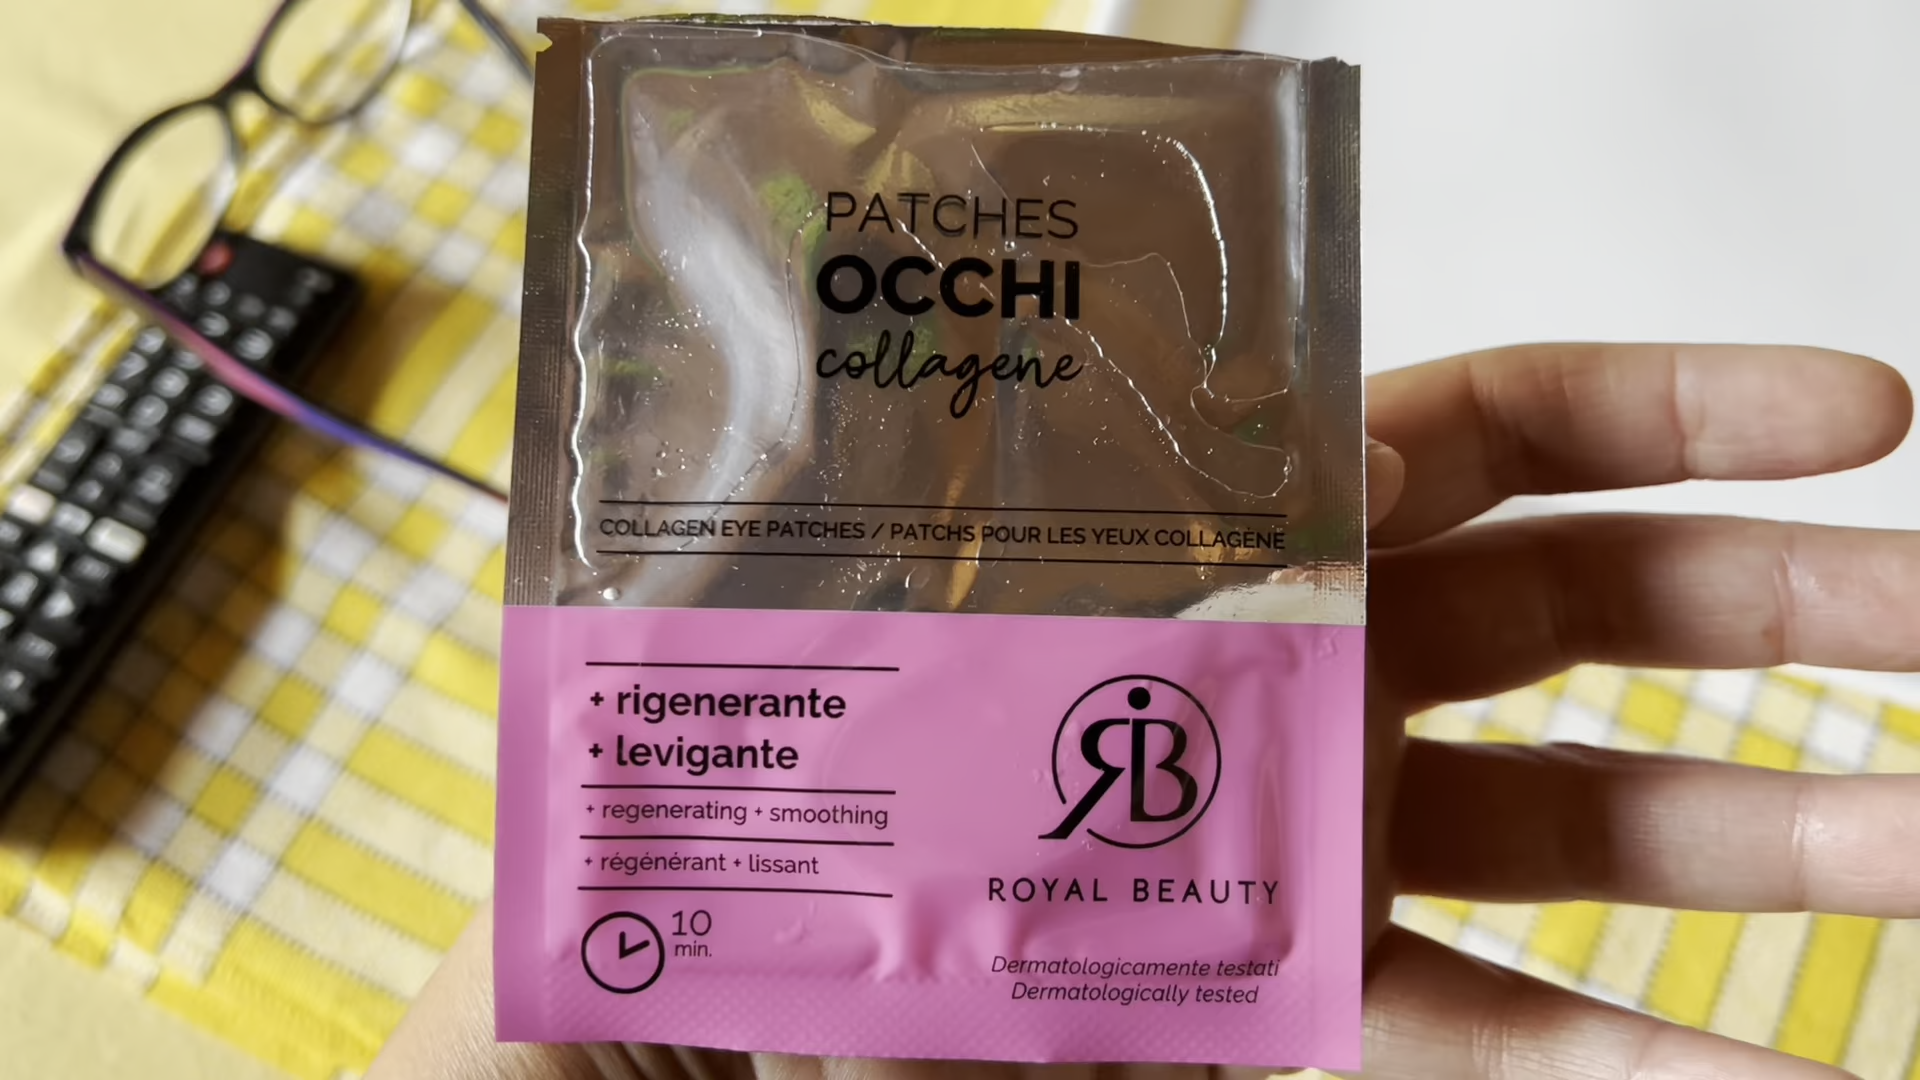 PATCHES
OCCHI
collagene
COLLAGEN EYE PATCHES / PATCHS POUR LES YEUX COLLAGÈNE
+ rigenerante
+ levigante
+ regenerating + smoothing
+ régénérant + lissant
10
min.
RB
ROYAL BEAUTY
Dermatologicamente testati
Dermatologically tested